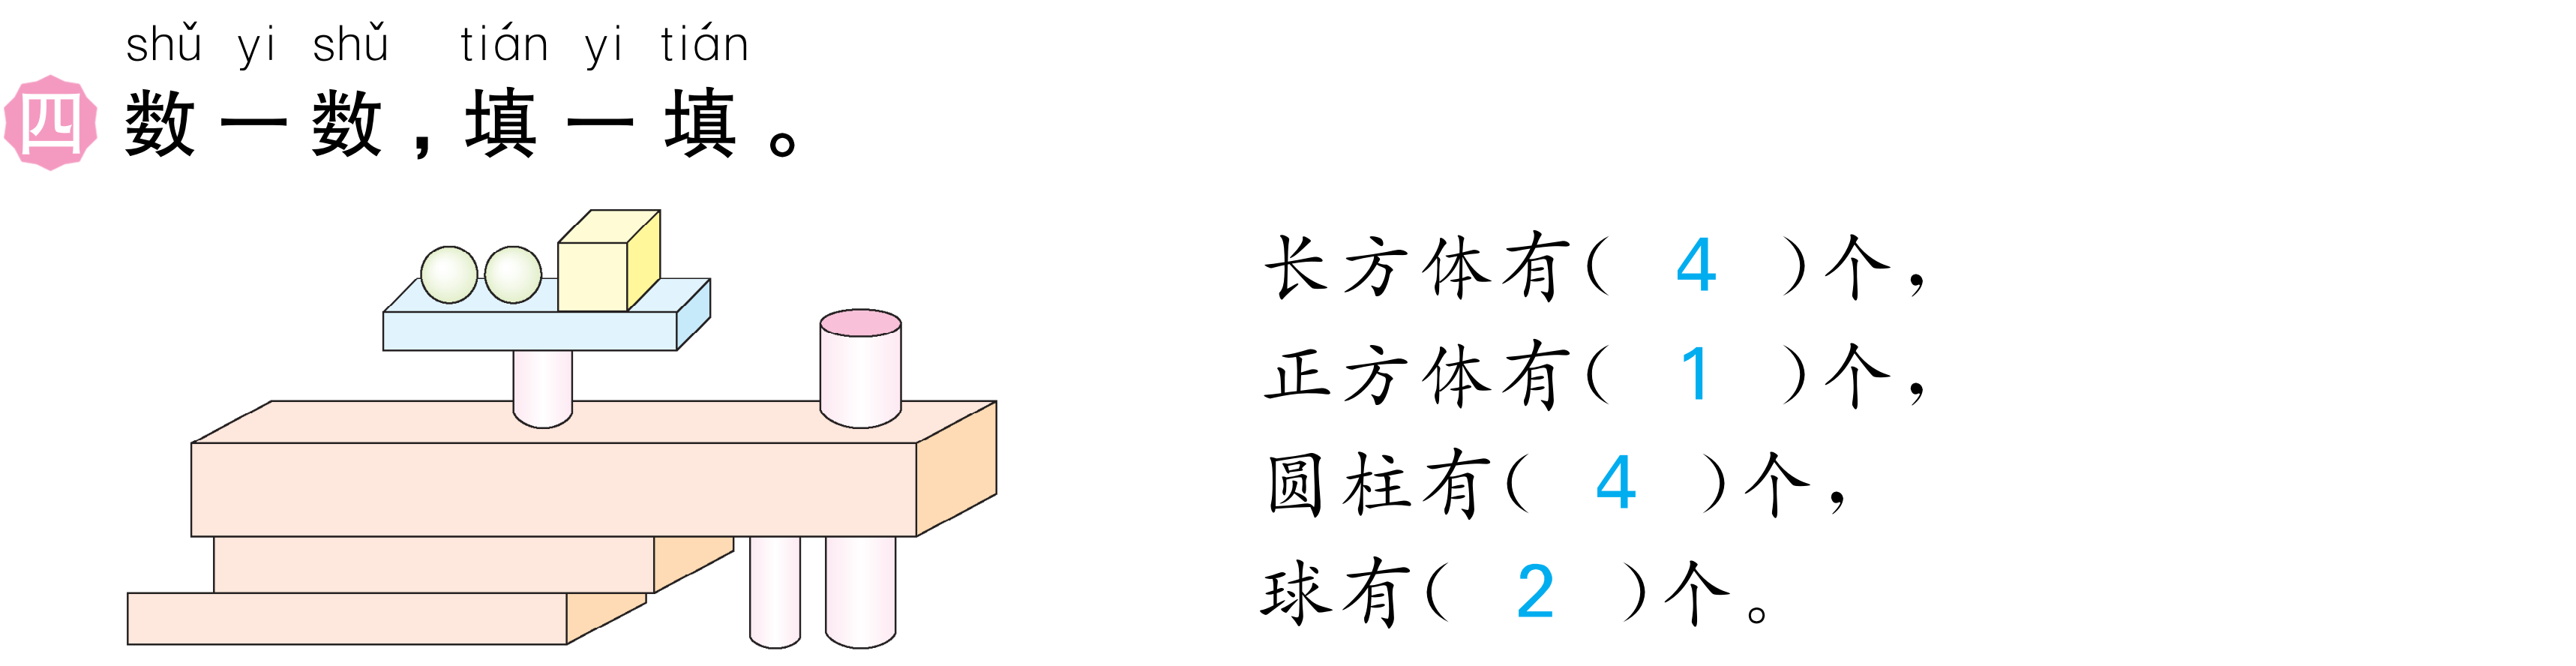 shǔ yi shǔ tián yi tián
四 数一数，填一填。
长方体有( 4 )个，
正方体有( 1 )个，
圆柱有( 4 )个，
球有( 2 )个。